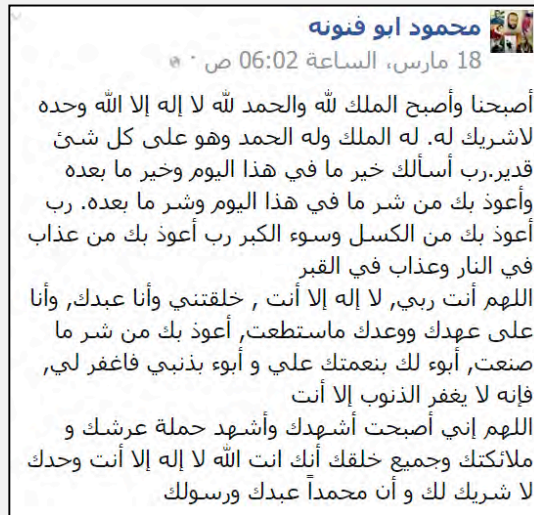 محمود ابو فنونه
18 مارس، الساعة 06:02 ص ·
أصبحنا وأصبح الملك لله والحمد لله لا إله إلا الله وحده
لاشريك له. له الملك وله الحمد وهو على كل شئ
قدير.رب أسألك خير ما في هذا اليوم وخير ما بعده
وأعوذ بك من شر ما في هذا اليوم وشر ما بعده. رب
أعوذ بك من الكسل وسوء الكبر رب أعوذ بك من عذاب
في النار وعذاب في القبر
اللهم أنت ربي, لا إله إلا أنت , خلقتني وأنا عبدك, وأنا
على عهدك ووعدك ماستطعت, أعوذ بك من شر ما
صنعت, أبوء لك بنعمتك علي و أبوء بذنبي فاغفر لي,
فإنه لا يغفر الذنوب إلا أنت
اللهم إني أصبحت أشهدك وأشهد حملة عرشك و
ملائكتك وجميع خلقك أنك انت الله لا إله إلا أنت وحدك
لا شريك لك و أن محمداً عبدك ورسولك